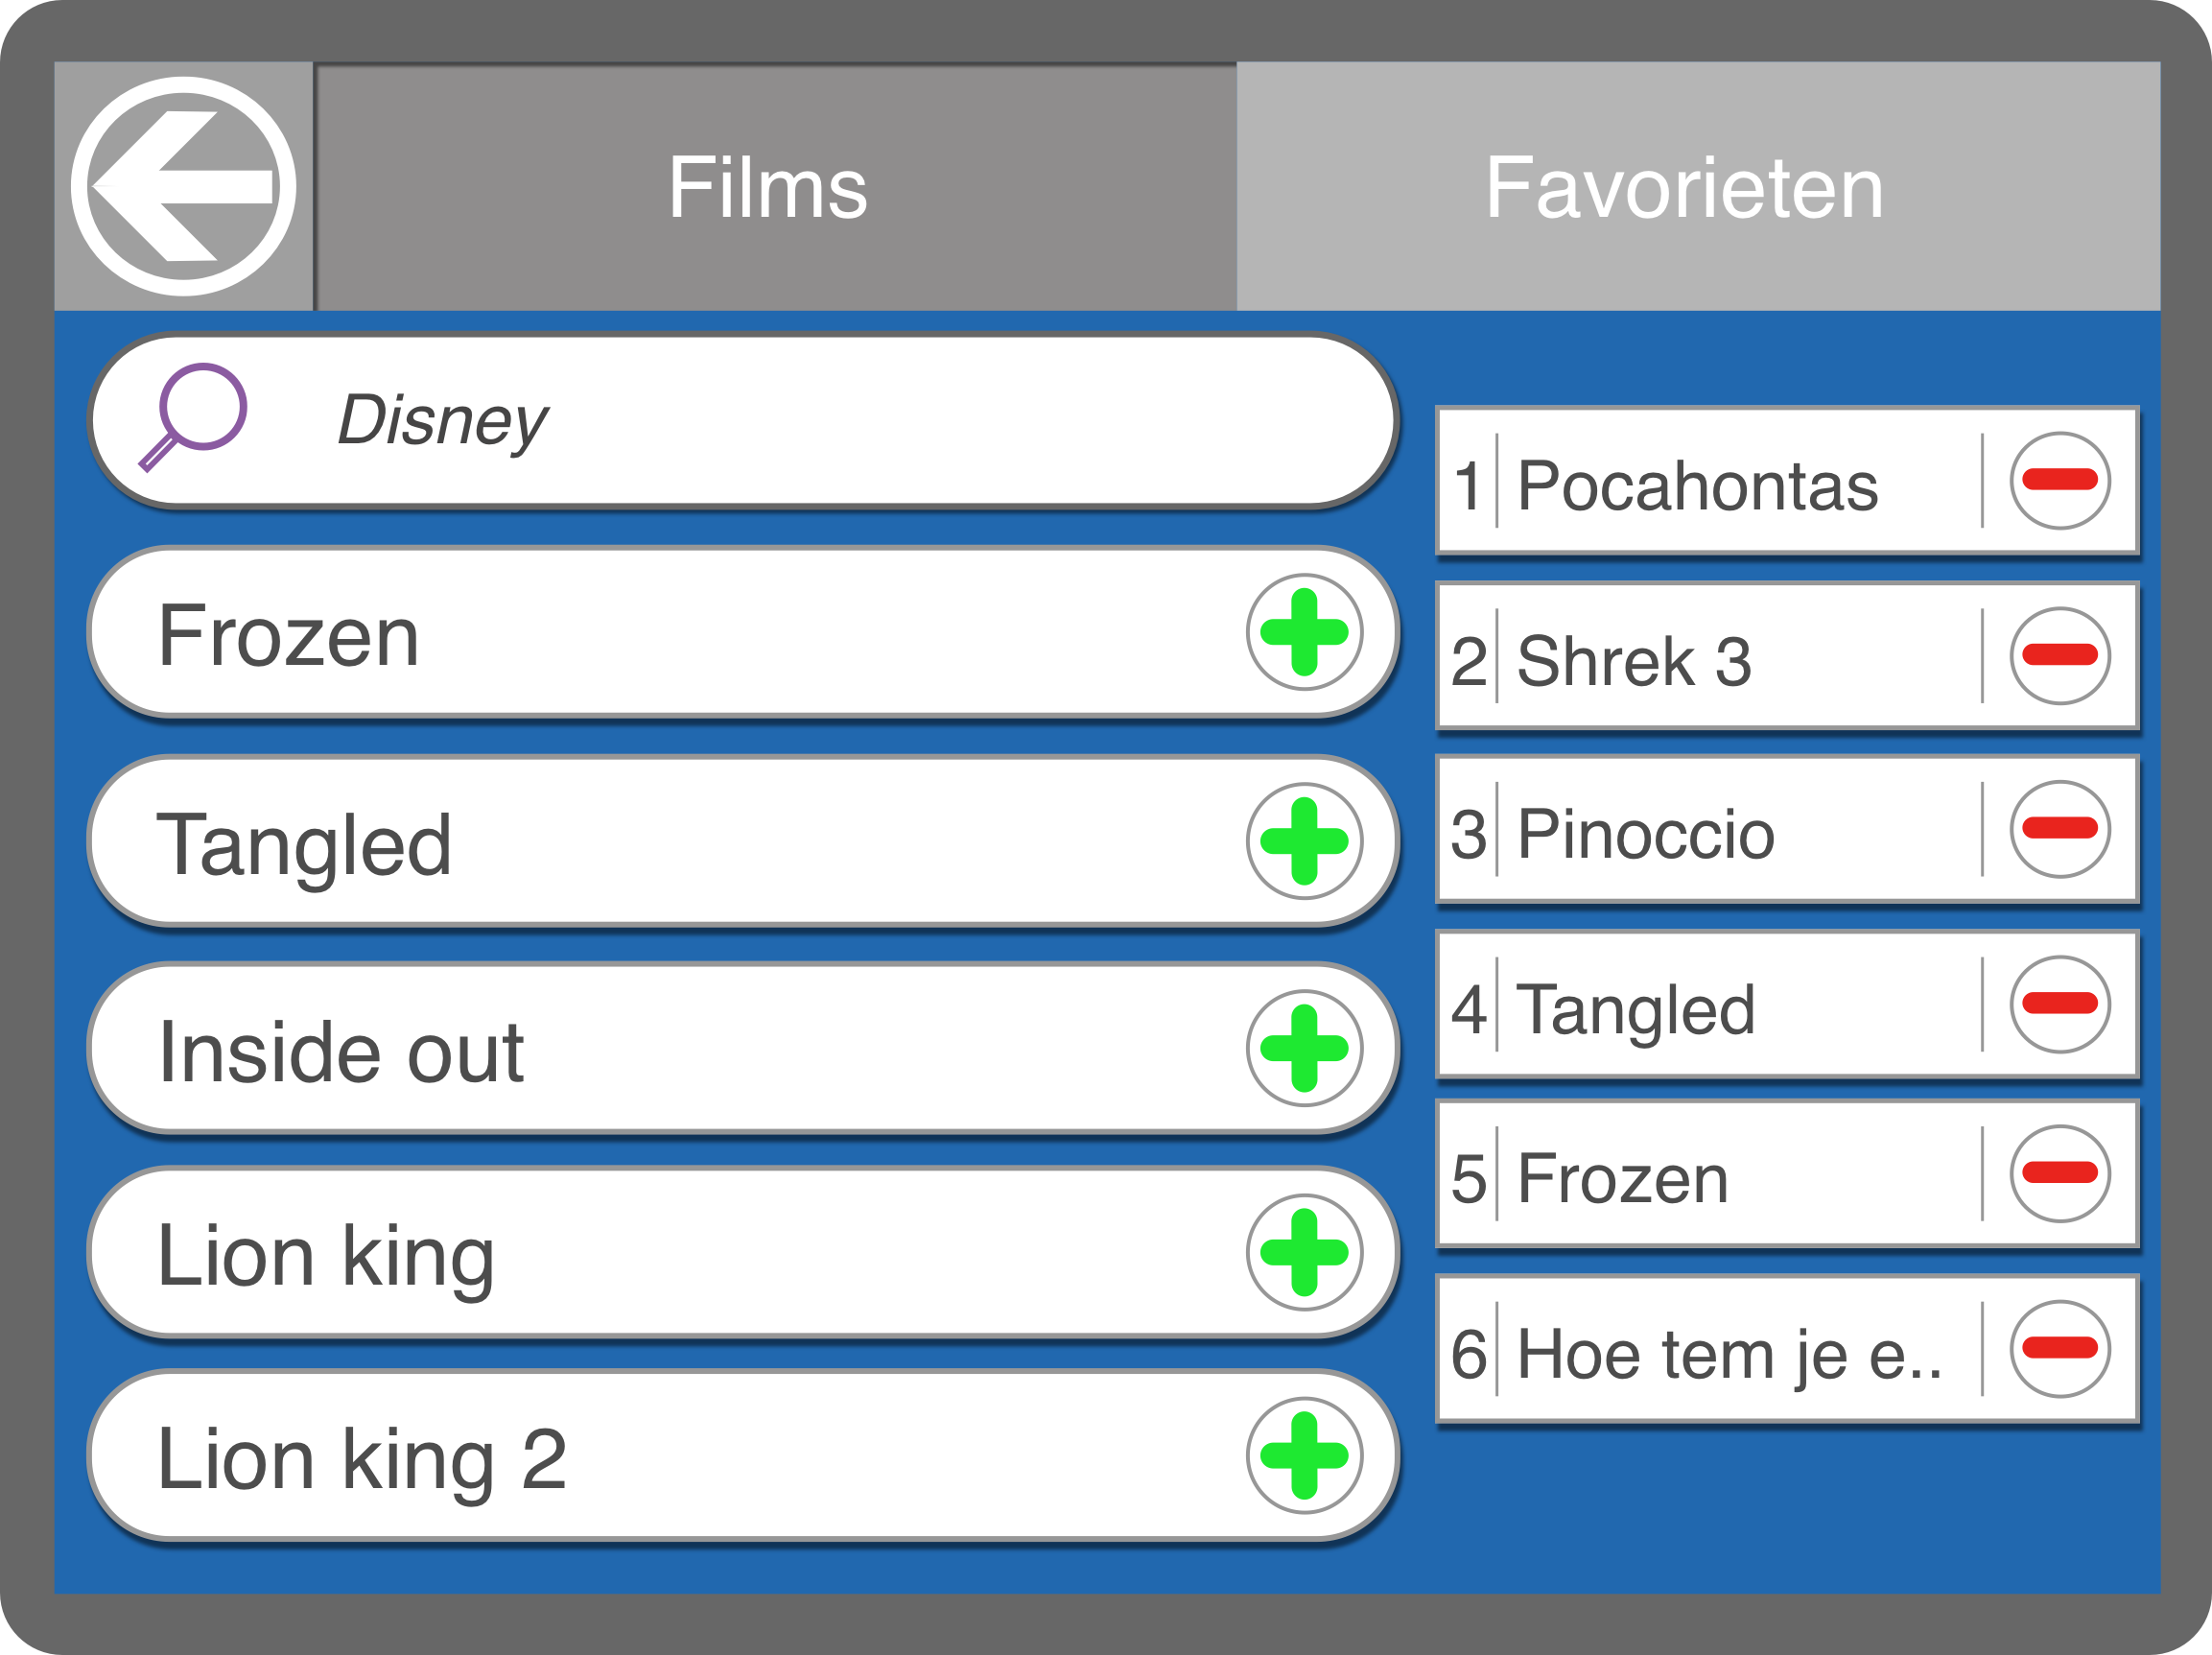 Films
Favorieten
Disney
Frozen
Tangled
Inside out
Lion king
Lion king 2
1 Pocahontas
2 Shrek 3
3 Pinoccio
4 Tangled
5 Frozen
6 Hoe tem je e..